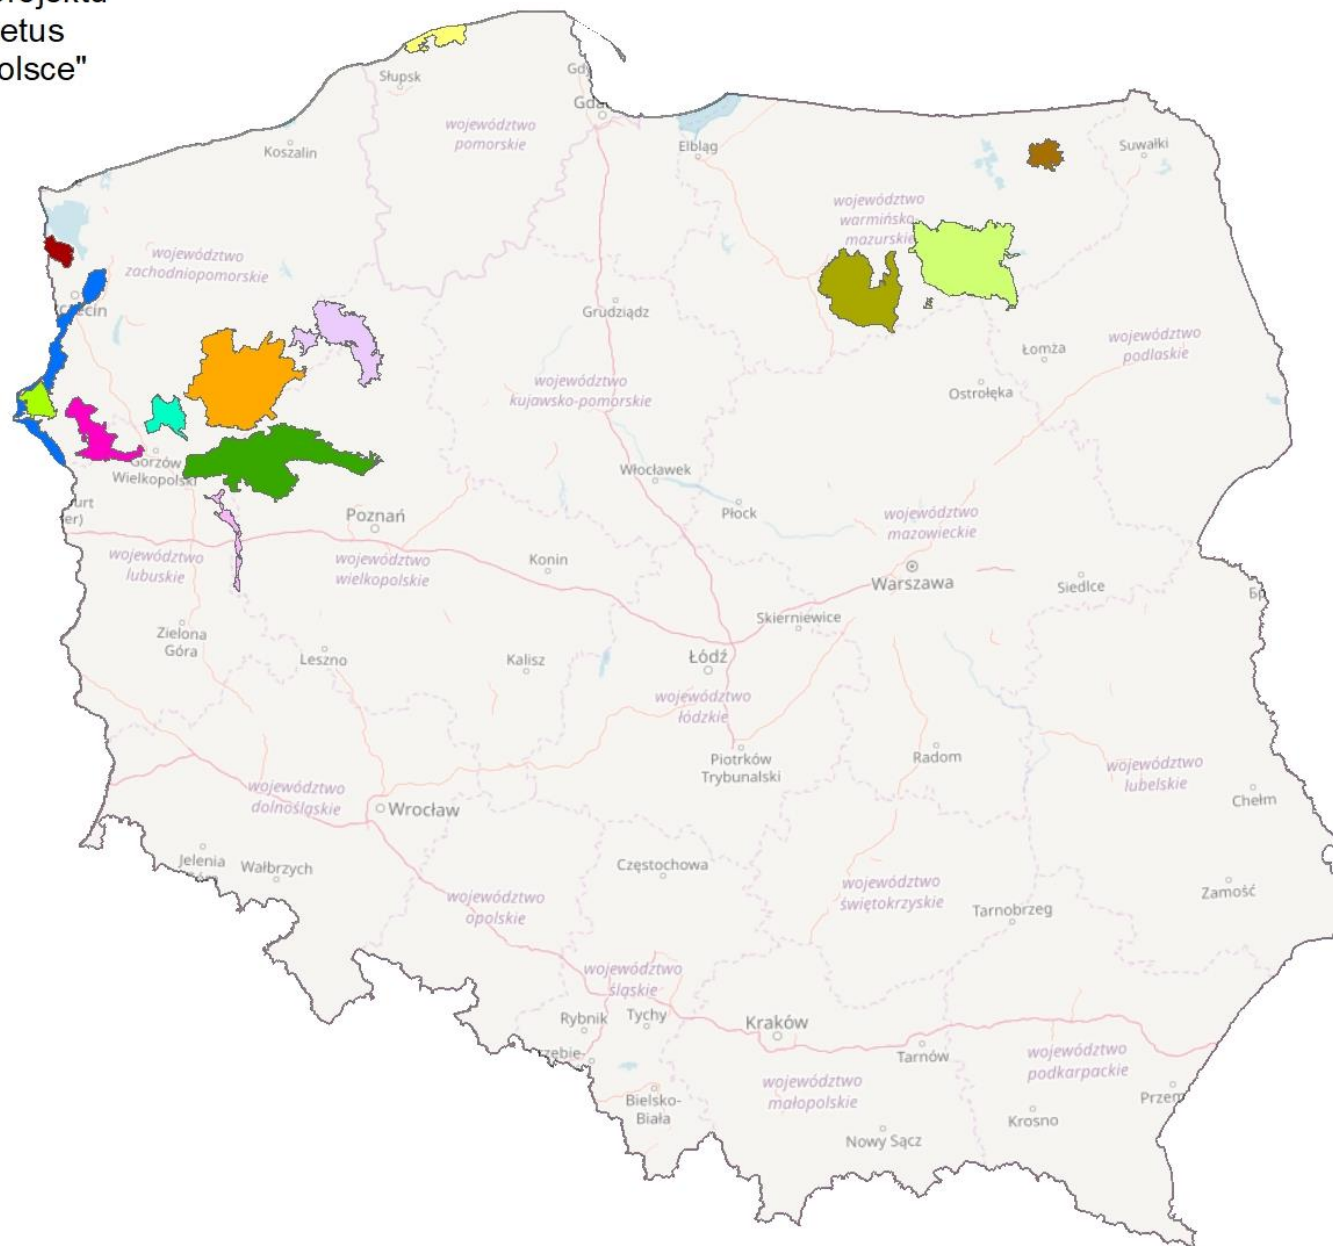 etus
olsce"
Słupsk
Koszalin
województwo
pomorskie
Elbląg
Suwałki
województwo
warmińsko-
mazurskie
województwo
zachodniopomorskie
Grudziądz
Łomża
województwo
podlaskie
Ostrołęka
województwo
kujawsko-pomorskie
Gorzów
Wielkopolski
Włocławek
Płock
Poznań
województwo
mazowieckie
województwo
lubuskie
województwo
wielkopolskie
Konin
Warszawa
Siedlce
Skierniewice
Zielona
Góra
Leszno
Kalisz
Łódź
województwo
łódzkie
Piotrków
Trybunalski
Radom
województwo
lubelskie
województwo
dolnośląskie
Wrocław
Chełm
Jelenia
Wałbrzych
Częstochowa
województwo
opolskie
województwo
świętokrzyskie
Tarnobrzeg
Zamość
województwo
śląskie
Rybnik
Tychy
Kraków
Tarnów
województwo
podkarpackie
województwo
małopolskie
Bielsko-
Biała
Nowy Sącz
Krosno
Przem